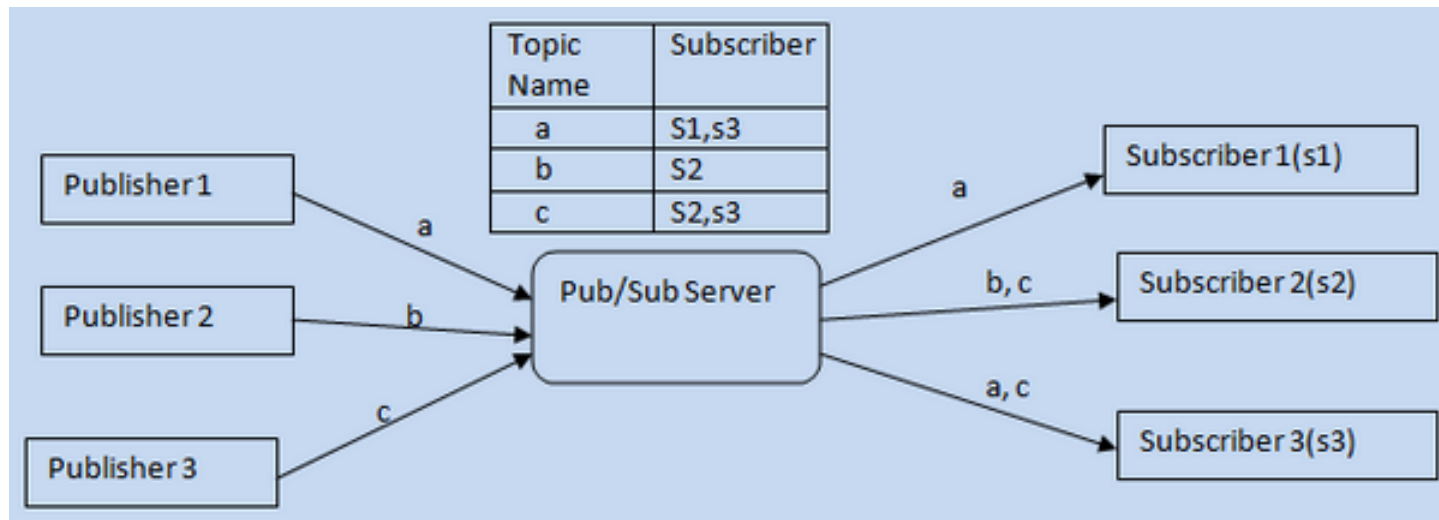 Topic Name	Subscriber
a	S1,s3
b	S2
c	S2,s3
Publisher 1
Publisher 2
Publisher 3
a
b
c
Pub/Sub Server
a
b, c
a, c
Subscriber 1(s1)
Subscriber 2(s2)
Subscriber 3(s3)